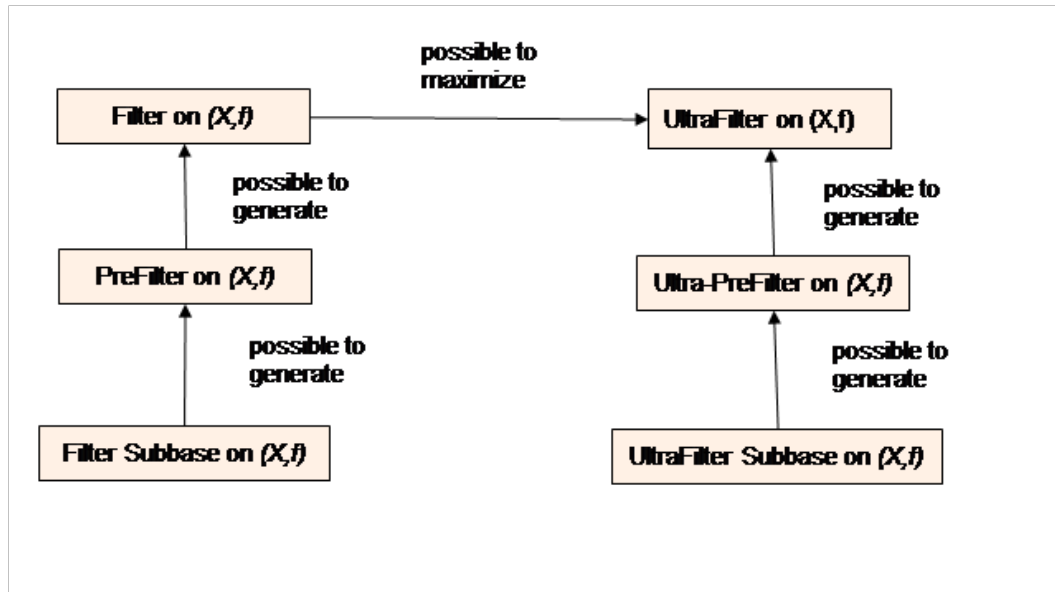 possible to
maximize
Filter on (X,f)
UltraFilter on (X,f)
possible to
generate
possible to
generate
PreFilter on (X,f)
Ultra-PreFilter on (X,f)
possible to
generate
possible to
generate
Filter Subbase on (X,f)
UltraFilter Subbase on (X,f)